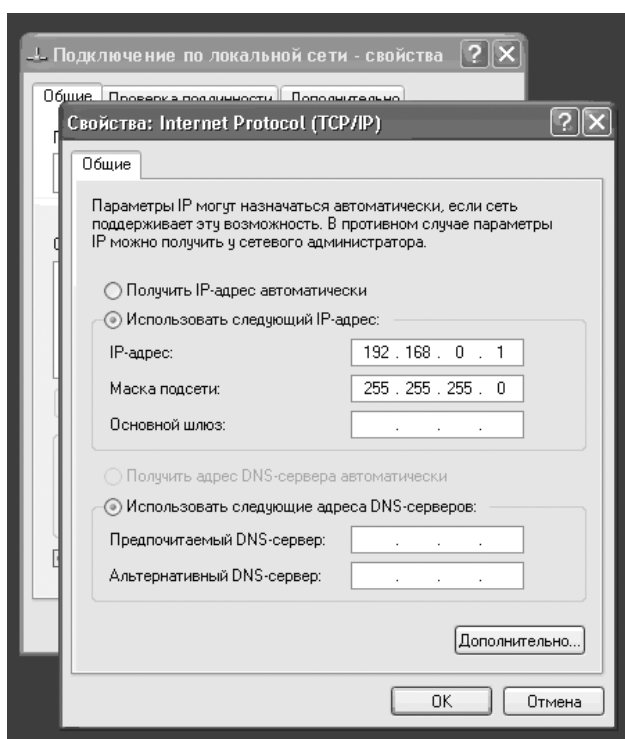 Подключение по локальной сети - свойства
Общие Проверка подлинности Дополнительно
Свойства: Internet Protocol (TCP/IP)
Общие
Параметры IP могут назначаться автоматически, если сеть
поддерживает эту возможность. В противном случае параметры
IP можно получить у сетевого администратора.
Получить IP-адрес автоматически
Использовать следующий IP-адрес:
IP-адрес: 192 . 168 . 0 . 1
Маска подсети: 255 . 255 . 255 . 0
Основной шлюз: . . .
Получить адрес DNS-сервера автоматически
Использовать следующие адреса DNS-серверов:
Предпочитаемый DNS-сервер: . . .
Альтернативный DNS-сервер: . . .
Дополнительно...
OK Отмена